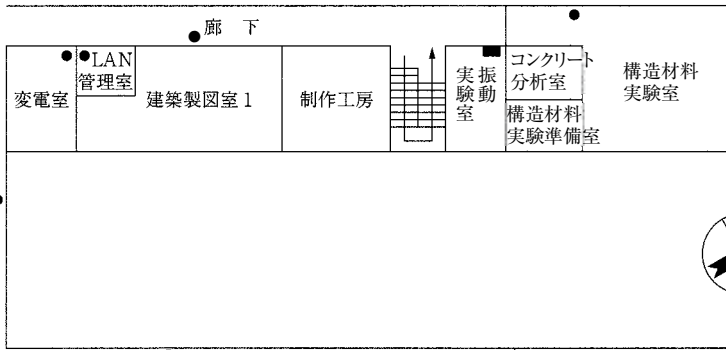 廊 下
変電室
LAN
管理室
建築製図室1
制作工房
振動
実験室
コンクリート
分析室
構造材料
実験準備室
構造材料
実験室